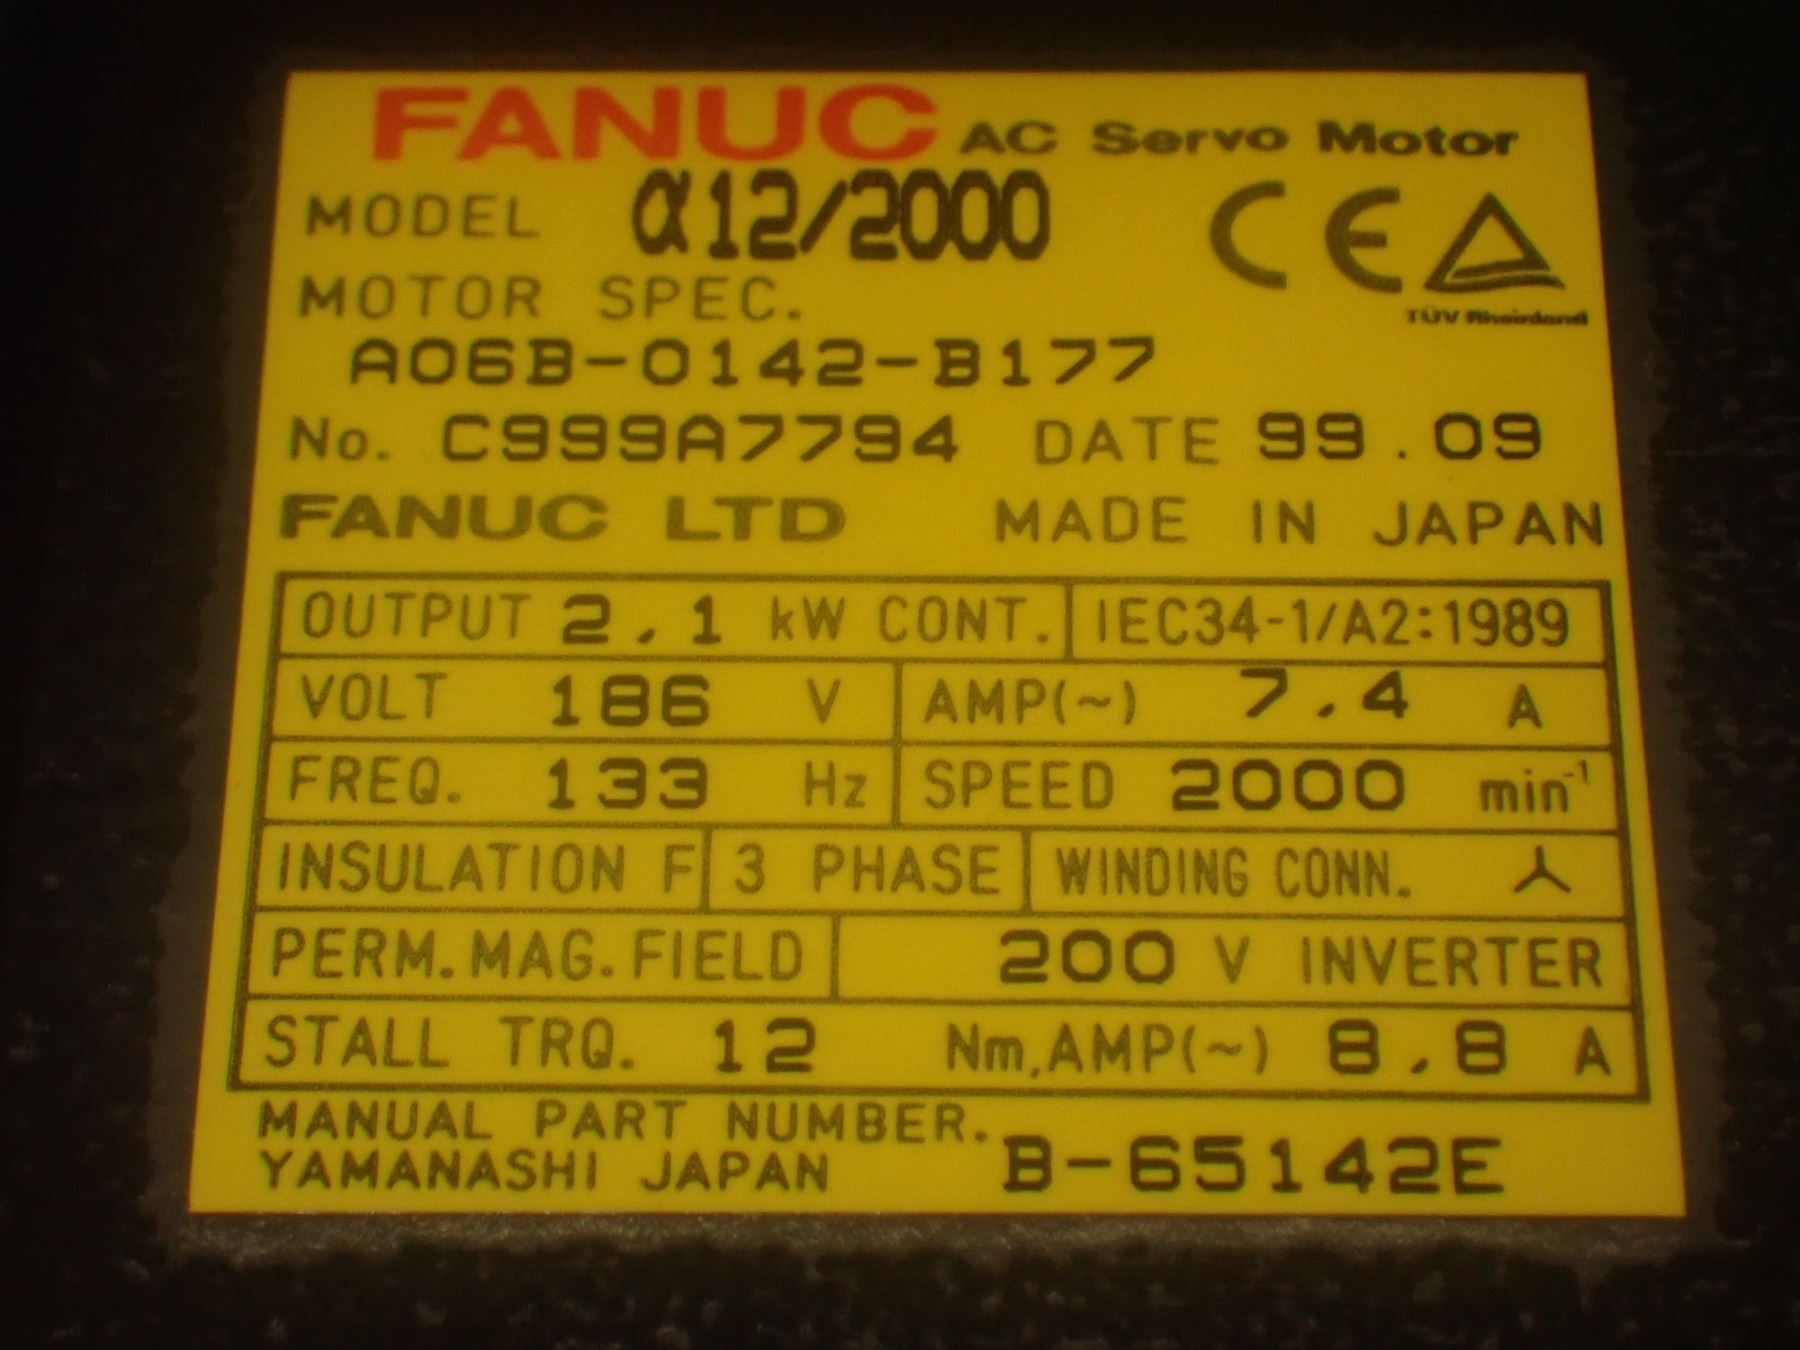 FANUC AC Servo Motor
MODEL α12/2000
CE
TÜV Rheinland
MOTOR SPEC.
A06B-0142-B177
No. C999A7794 DATE 99.09
FANUC LTD MADE IN JAPAN
OUTPUT 2.1 kW CONT. IEC34-1/A2:1989
VOLT 186 V AMP(~) 7.4 A
FREQ. 133 Hz SPEED 2000 min⁻¹
INSULATION F 3 PHASE WINDING CONN.
PERM.MAG.FIELD 200 V INVERTER
STALL TRQ. 12 Nm,AMP(~) 8.8 A
MANUAL PART NUMBER.
YAMANASHI JAPAN B-65142E